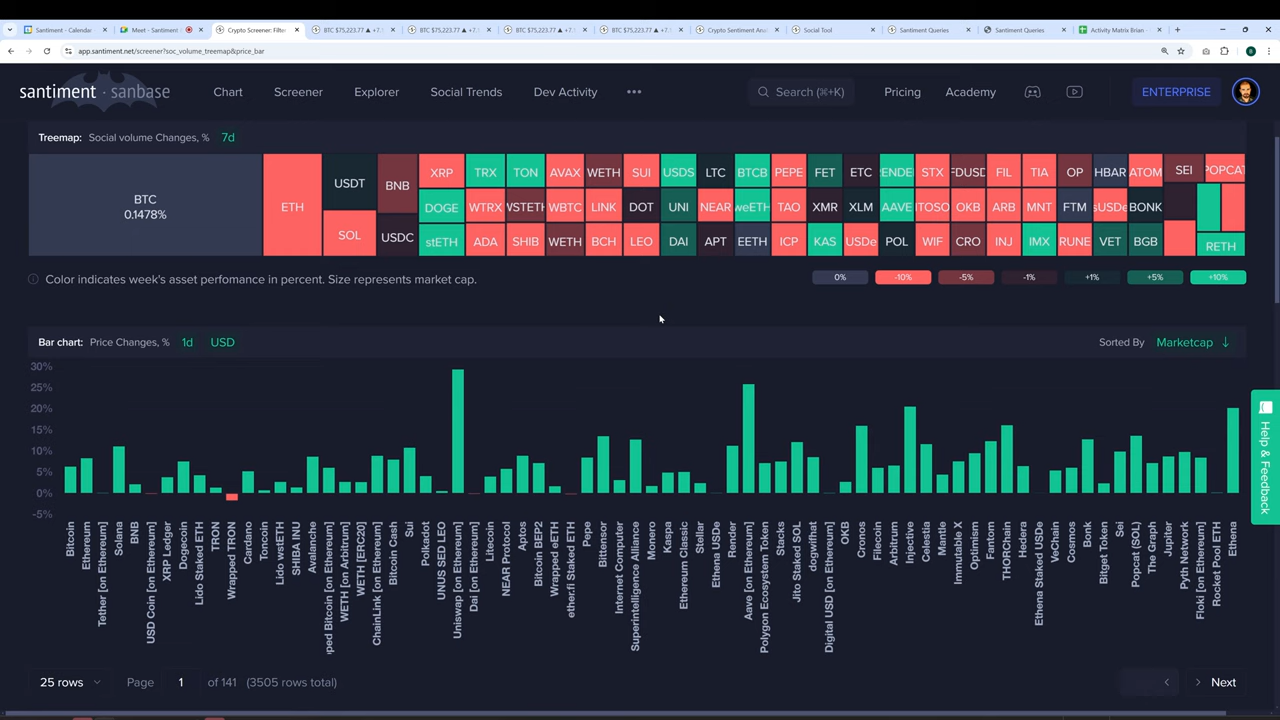 Santiment - Calendar
Meet - Santiment
Crypto Screener: Filter
BTC $75,223.77 ▲ +7.
BTC $75,223.77 ▲ +7.
BTC $75,223.77 ▲ +7.
BTC $75,223.77 ▲ +7.
Crypto Sentiment Ana
Social Tool
Santiment Queries
Santiment Queries
Activity Matrix Brian
app.santiment.net/screener?soc_volume_treemap&price_bar
santiment · sanbase
Chart
Screener
Explorer
Social Trends
Dev Activity
Search (⌘+K)
Pricing
Academy
ENTERPRISE
Treemap: Social volume Changes, % 7d
BTC
0.1478%
ETH
USDT
SOL
BNB
USDC
XRP TRX TON AVAX WETH SUI USDS LTC BTCB PEPE FET ETC ENDE STX FDUSD FIL TIA OP HBAR ATOM SEI POPCAT
DOGE WTRX WSTETH WBTC LINK DOT UNI NEAR weETH TAO XMR XLM AAVE ITOSO OKB ARB MNT FTM sUSDe BONK
stETH ADA SHIB WETH BCH LEO DAI APT EETH ICP KAS USDe POL WIF CRO INJ IMX RUNE VET BGB RETH
Color indicates week's asset perfomance in percent. Size represents market cap.
0% -10% -5% -1% +1% +5% +10%
Bar chart: Price Changes, % 1d USD
Sorted By Marketcap ↓
30%
25%
20%
15%
10%
5%
0%
-5%
Bitcoin
Ethereum
Tether [on Ethereum]
Solana
BNB
USD Coin [on Ethereum]
XRP Ledger
Dogecoin
Lido Staked ETH
TRON
Wrapped TRON
Cardano
Toncoin
Lido wstETH
SHIBA INU
Avalanche
pped Bitcoin [on Ethereum]
WETH [on Arbitrum]
WETH [ERC20]
ChainLink [on Ethereum]
Bitcoin Cash
Sui
Polkadot
UNUS SED LEO
Uniswap [on Ethereum]
Dai [on Ethereum]
Litecoin
NEAR Protocol
Aptos
Bitcoin BEP2
Wrapped eETH
ether.fi Staked ETH
Pepe
Bittensor
Internet Computer
Superintelligence Alliance
Monero
Kaspa
Ethereum Classic
Stellar
Ethena USDe
Render
Aave [on Ethereum]
Polygon Ecosystem Token
Stacks
Jito Staked SOL
dogwifhat
Digital USD [on Ethereum]
OKB
Cronos
Filecoin
Arbitrum
Injective
Celestia
Mantle
Immutable X
Optimism
Fantom
THORChain
Hedera
Ethena Staked USDe
VeChain
Cosmos
Bonk
Bitget Token
Sei
Popcat (SOL)
The Graph
Jupiter
Pyth Network
Floki [on Ethereum]
Rocket Pool ETH
Ethena
Help & Feedback
25 rows
Page 1 of 141 (3505 rows total)
Next